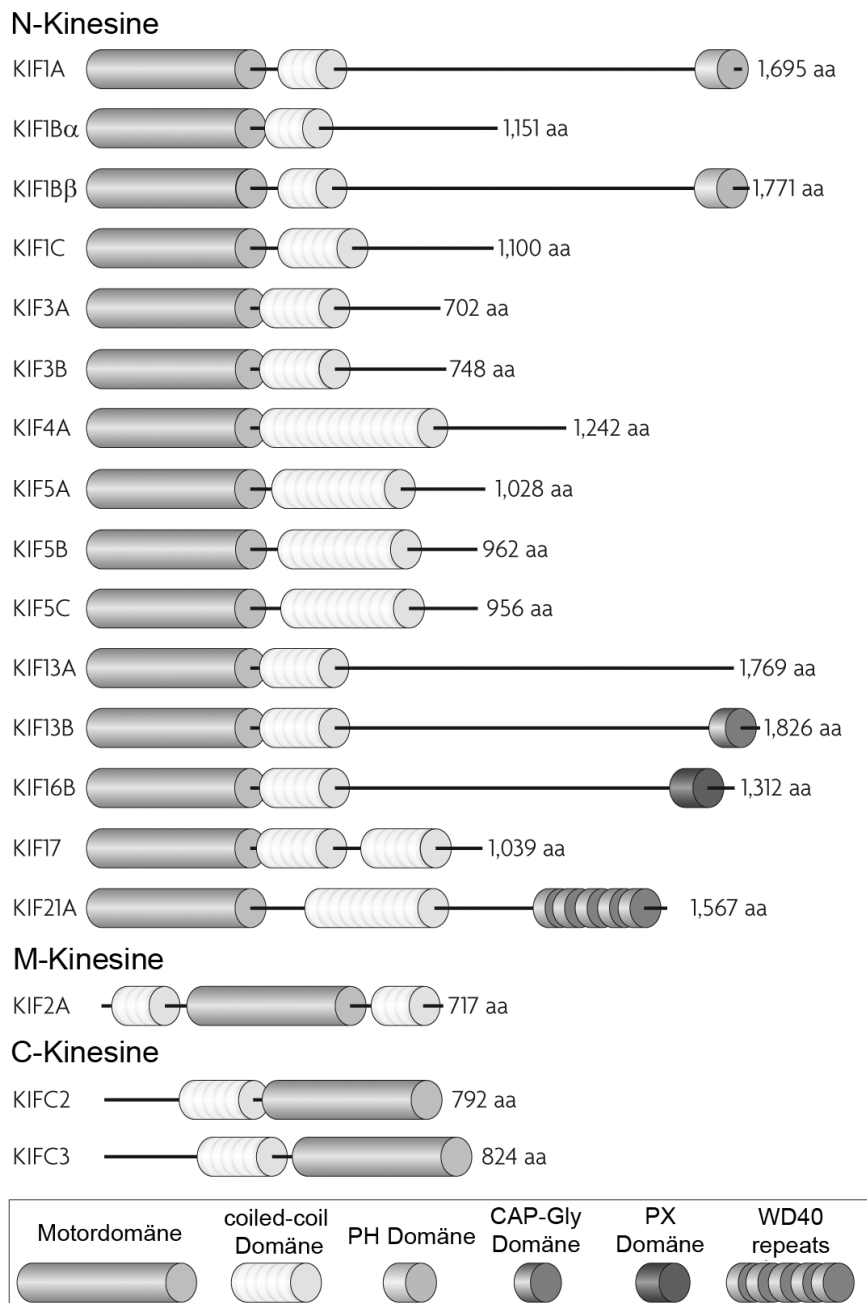 N-Kinesine
KIF1A 1,695 aa
KIF1Bα 1,151 aa
KIF1Bβ 1,771 aa
KIF1C 1,100 aa
KIF3A 702 aa
KIF3B 748 aa
KIF4A 1,242 aa
KIF5A 1,028 aa
KIF5B 962 aa
KIF5C 956 aa
KIF13A 1,769 aa
KIF13B 1,826 aa
KIF16B 1,312 aa
KIF17 1,039 aa
KIF21A 1,567 aa
M-Kinesine
KIF2A 717 aa
C-Kinesine
KIFC2 792 aa
KIFC3 824 aa
Motordomäne
coiled-coil
Domäne
PH Domäne
CAP-Gly
Domäne
PX
Domäne
WD40
repeats